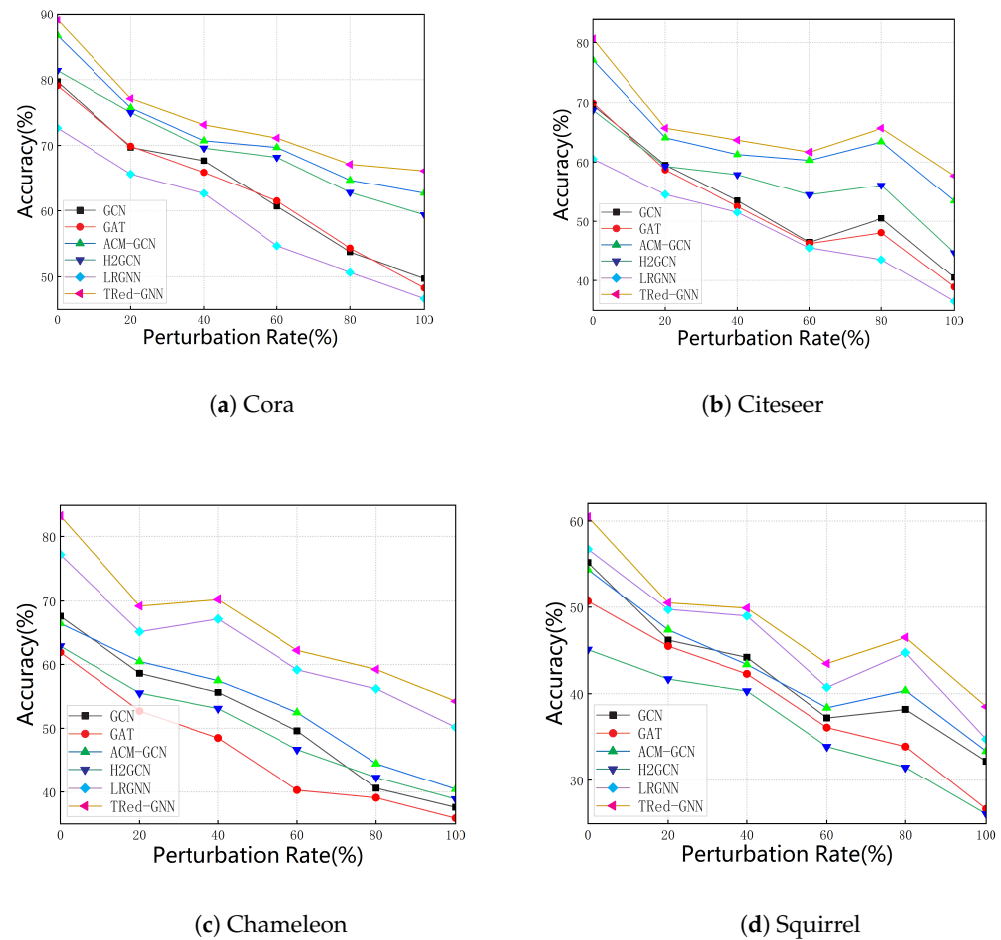 90
80
70
60
50
Accuracy(%)
GCN
GAT
ACM-GCN
H2GCN
LRGNN
TRed-GNN
0 20 40 60 80 100
Perturbation Rate(%)
(a) Cora
80
70
60
50
40
Accuracy(%)
GCN
GAT
ACM-GCN
H2GCN
LRGNN
TRed-GNN
0 20 40 60 80 100
Perturbation Rate(%)
(b) Citeseer
80
70
60
50
40
Accuracy(%)
GCN
GAT
ACM-GCN
H2GCN
LRGNN
TRed-GNN
0 20 40 60 80 100
Perturbation Rate(%)
(c) Chameleon
60
50
40
30
Accuracy(%)
GCN
GAT
ACM-GCN
H2GCN
LRGNN
TRed-GNN
0 20 40 60 80 100
Perturbation Rate(%)
(d) Squirrel